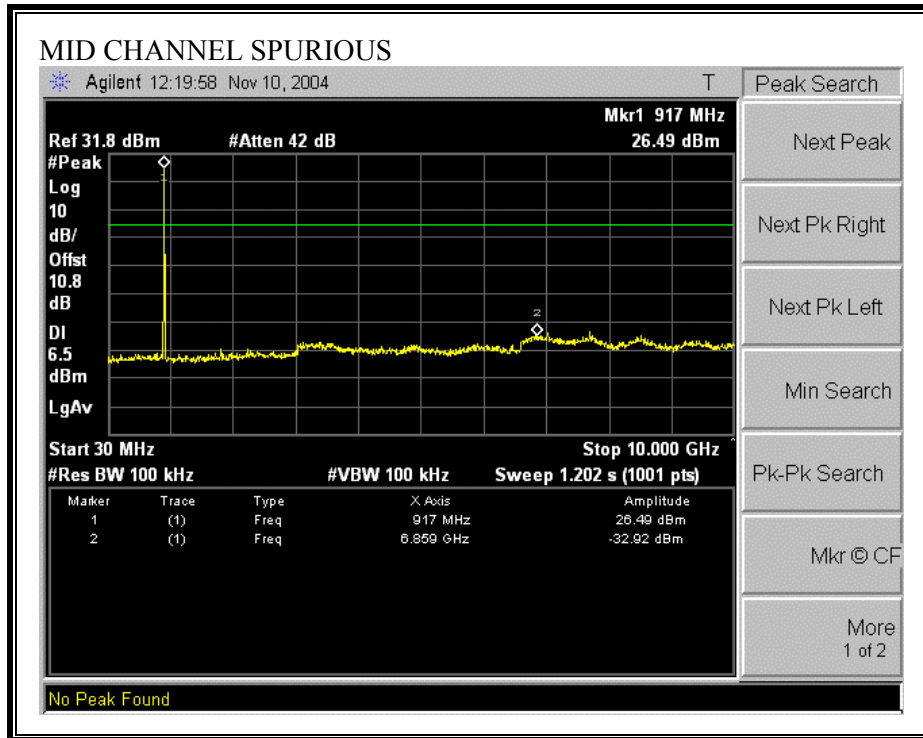 MID CHANNEL SPURIOUS
Agilent 12:19:58 Nov 10, 2004 T
Peak Search
Mkr1 917 MHz
Ref 31.8 dBm #Atten 42 dB 26.49 dBm
#Peak
Log
10
dB/
Offst
10.8
dB
DI
6.5
dBm
LgAv
1
2
Start 30 MHz Stop 10.000 GHz
#Res BW 100 kHz #VBW 100 kHz Sweep 1.202 s (1001 pts)
Marker Trace Type X Axis Amplitude
1 (1) Freq 917 MHz 26.49 dBm
2 (1) Freq 6.859 GHz -32.92 dBm
Next Peak
Next Pk Right
Next Pk Left
Min Search
Pk-Pk Search
Mkr © CF
More
1 of 2
No Peak Found